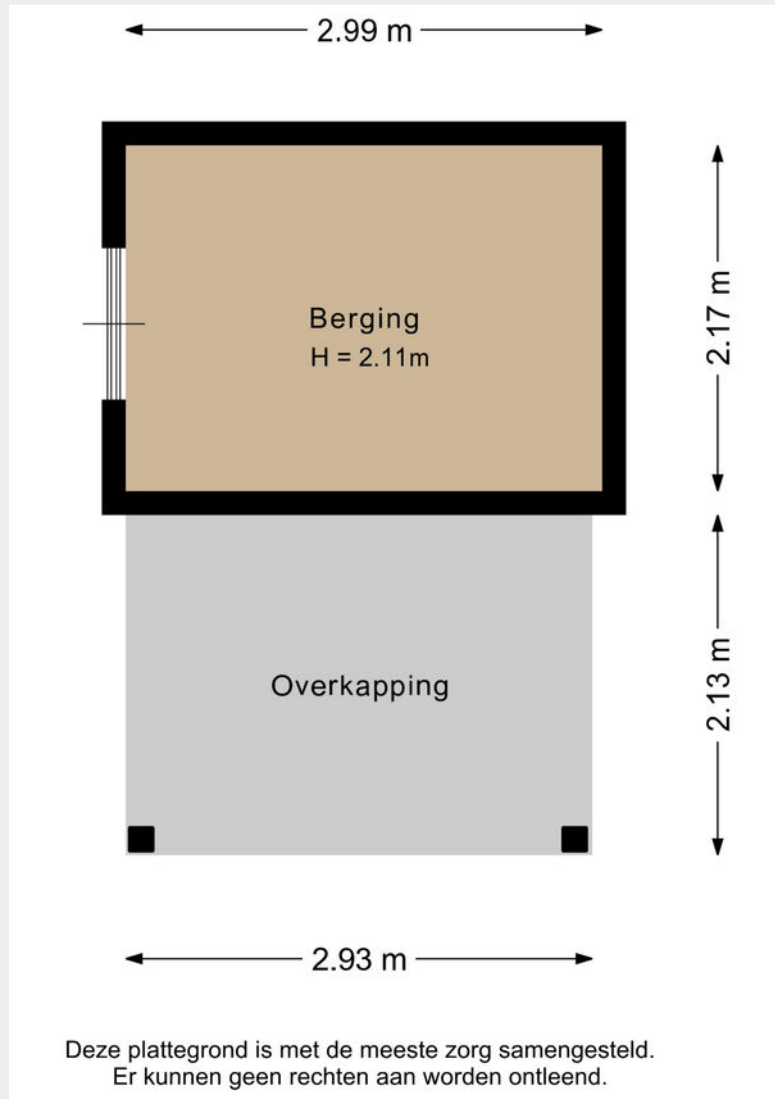 2.99 m
Berging
H = 2.11m
2.17 m
Overkapping
2.13 m
2.93 m
Deze plattegrond is met de meeste zorg samengesteld.
Er kunnen geen rechten aan worden ontleend.